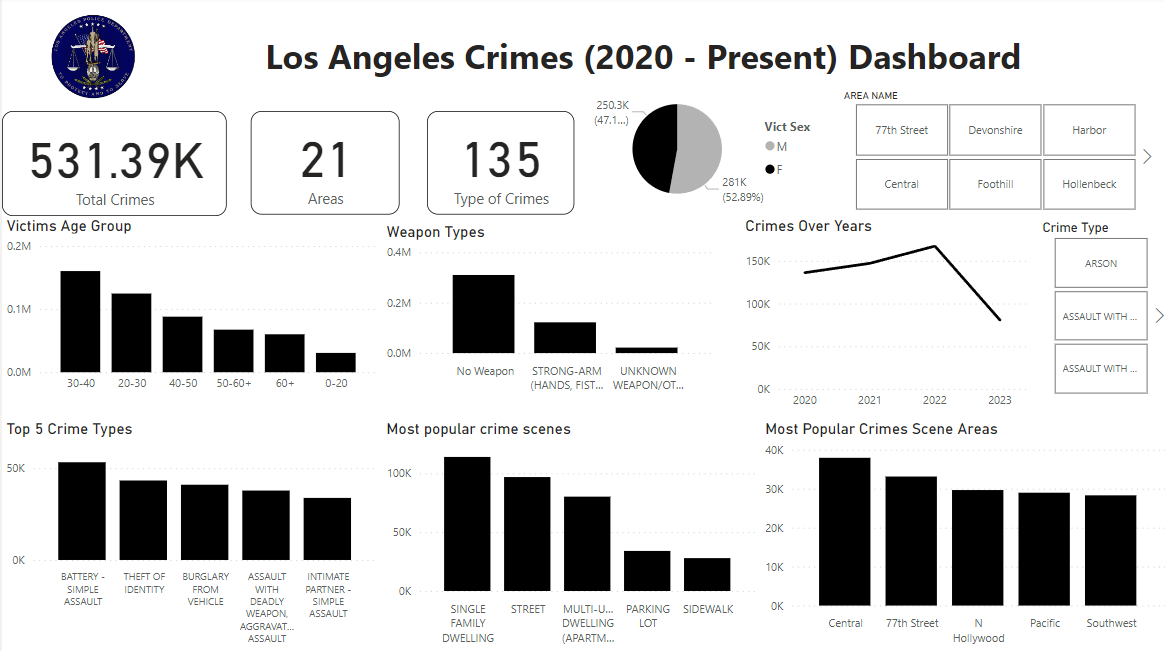 Los Angeles Crimes (2020 - Present) Dashboard
531.39K
Total Crimes
21
Areas
135
Type of Crimes
250.3K
(47.1...)
281K
(52.89%)
Vict Sex
M
F
AREA NAME
77th Street
Devonshire
Harbor
Central
Foothill
Hollenbeck
Victims Age Group
0.2M
0.1M
0.0M
30-40
20-30
40-50
50-60+
60+
0-20
Weapon Types
0.4M
0.2M
0.0M
No Weapon
STRONG-ARM
(HANDS, FIST...
UNKNOWN
WEAPON/OT...
Crimes Over Years
150K
100K
50K
0K
2020
2021
2022
2023
Crime Type
ARSON
ASSAULT WITH ...
ASSAULT WITH ...
Top 5 Crime Types
50K
0K
BATTERY -
SIMPLE
ASSAULT
THEFT OF
IDENTITY
BURGLARY
FROM
VEHICLE
ASSAULT
WITH
DEADLY
WEAPON,
AGGRAVAT...
ASSAULT
INTIMATE
PARTNER -
SIMPLE
ASSAULT
Most popular crime scenes
100K
50K
0K
SINGLE
FAMILY
DWELLING
STREET
MULTI-U...
DWELLING
(APARTM...
PARKING
LOT
SIDEWALK
Most Popular Crimes Scene Areas
40K
30K
20K
10K
0K
Central
77th Street
N
Hollywood
Pacific
Southwest